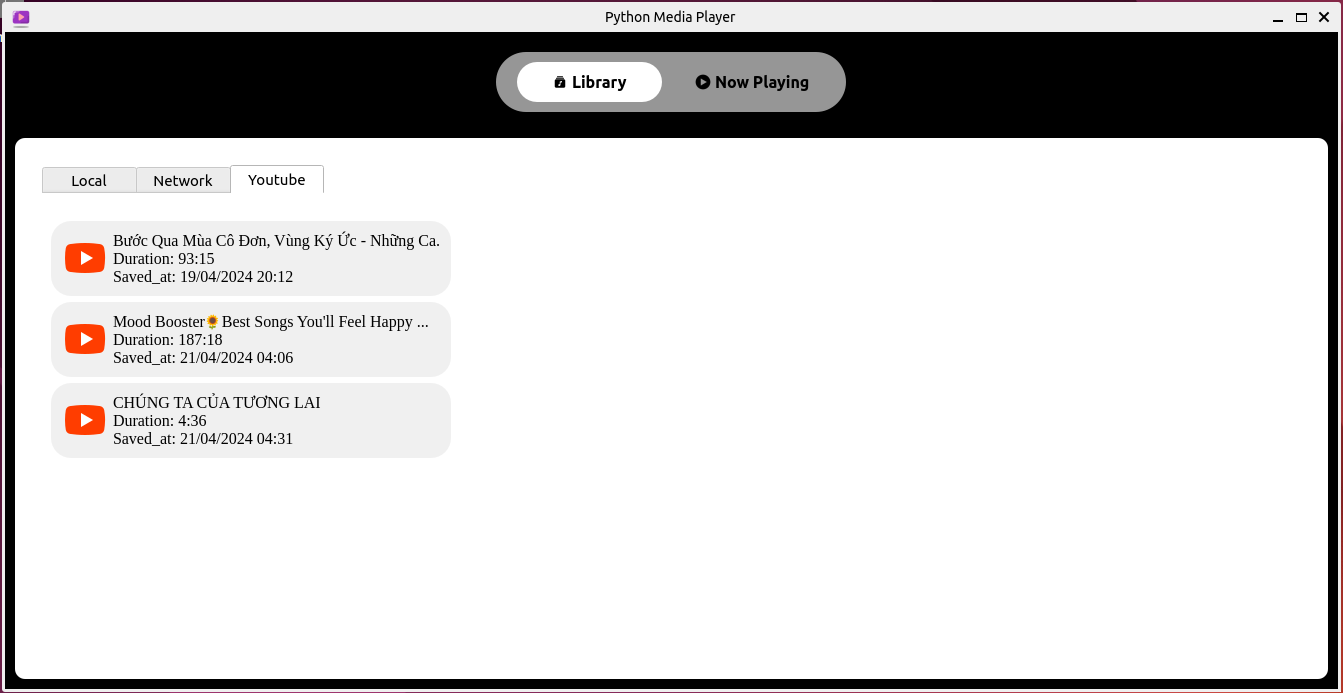 Python Media Player
Library
Now Playing
Local
Network
Youtube
Bước Qua Mùa Cô Đơn, Vùng Ký Ức - Những Ca.
Duration: 93:15
Saved_at: 19/04/2024 20:12
Mood Booster🌻Best Songs You'll Feel Happy ...
Duration: 187:18
Saved_at: 21/04/2024 04:06
CHÚNG TA CỦA TƯƠNG LAI
Duration: 4:36
Saved_at: 21/04/2024 04:31